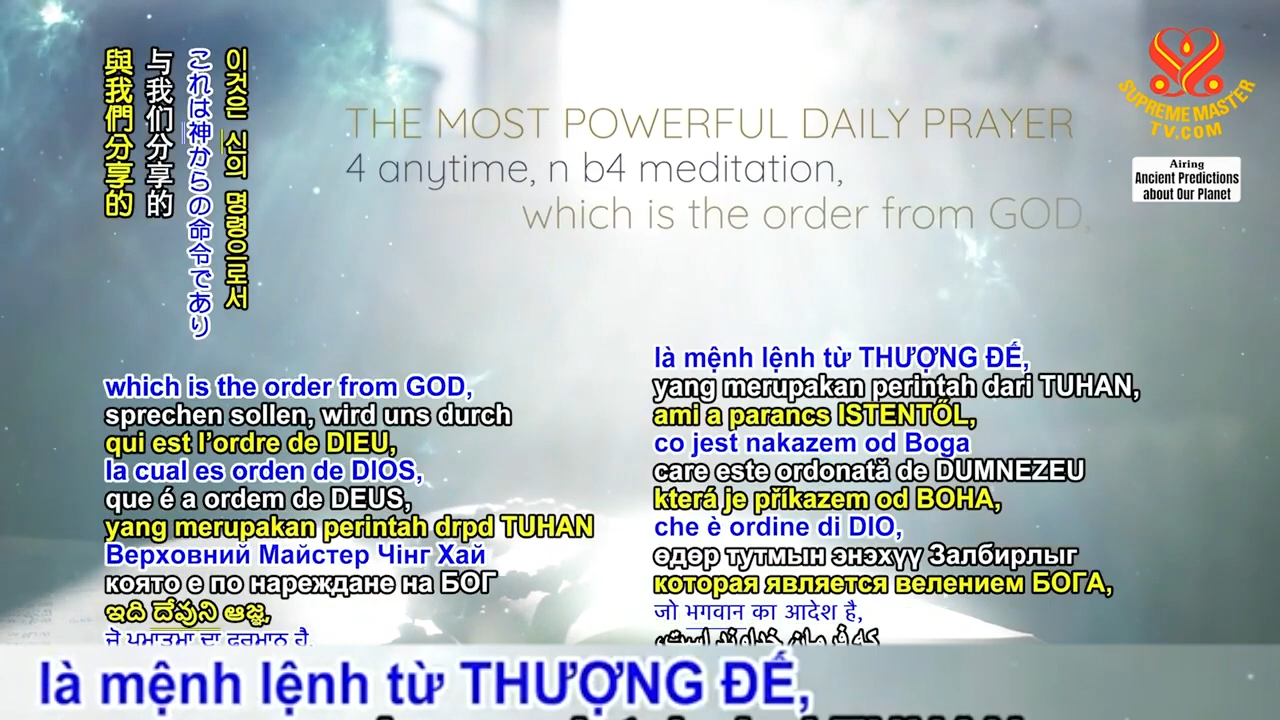 이것은 신의 명령으로서
これは神からの命令であり
与我们分享的
與我們分享的
THE MOST POWERFUL DAILY PRAYER
4 anytime, n b4 meditation,
which is the order from GOD,
SUPREME MASTER
TV.COM
Airing
Ancient Predictions
about Our Planet
which is the order from GOD,
sprechen sollen, wird uns durch
qui est l’ordre de DIEU,
la cual es orden de DIOS,
que é a ordem de DEUS,
yang merupakan perintah drpd TUHAN
Верховний Майстер Чінг Хай
която е по нареждане на БОГ
ఇది దేవుని ఆజ్ఞ,
ਜੋ ਪਰਮਾਤਮਾ ਦਾ ਫਰਮਾਨ ਹੈ,
là mệnh lệnh từ THƯỢNG ĐẾ,
yang merupakan perintah dari TUHAN,
ami a parancs ISTENTŐL,
co jest nakazem od Boga
care este ordonată de DUMNEZEU
která je příkazem od BOHA,
che è ordine di DIO,
өдөр тутмын энэхүү Залбирлыг
которая является велением БОГА,
जो भगवान का आदेश है,
là mệnh lệnh từ THƯỢNG ĐẾ,